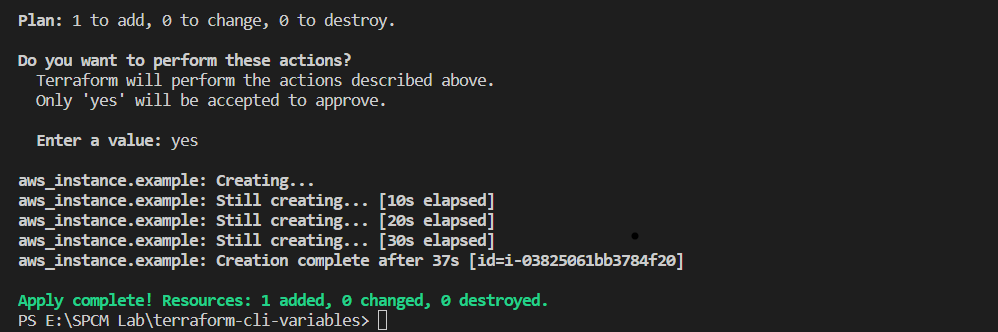 Plan: 1 to add, 0 to change, 0 to destroy.
Do you want to perform these actions?
Terraform will perform the actions described above.
Only 'yes' will be accepted to approve.
Enter a value: yes
aws_instance.example: Creating...
aws_instance.example: Still creating... [10s elapsed]
aws_instance.example: Still creating... [20s elapsed]
aws_instance.example: Still creating... [30s elapsed]
aws_instance.example: Creation complete after 37s [id=i-03825061bb3784f20]
Apply complete! Resources: 1 added, 0 changed, 0 destroyed.
PS E:\SPCM Lab\terraform-cli-variables>